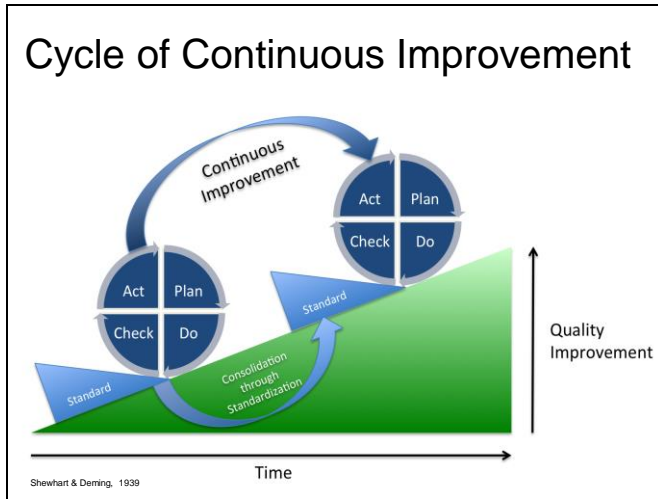 Cycle of Continuous Improvement
Continuous
Improvement
Act
Plan
Check
Do
Act
Plan
Check
Do
Standard
Standard
Consolidation
through
Standardization
Quality
Improvement
Time
Shewhart & Deming, 1939